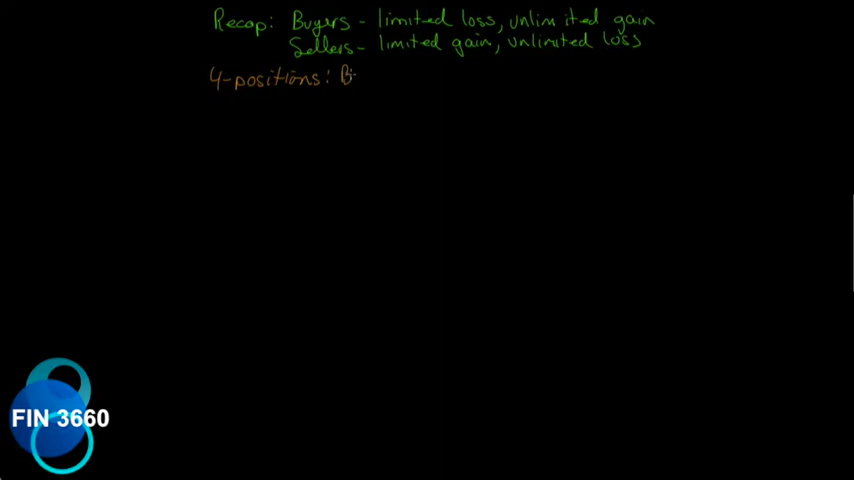 Recap: Buyers - limited loss, unlimited gain
Sellers - limited gain, unlimited loss
4-positions: B
FIN 3660